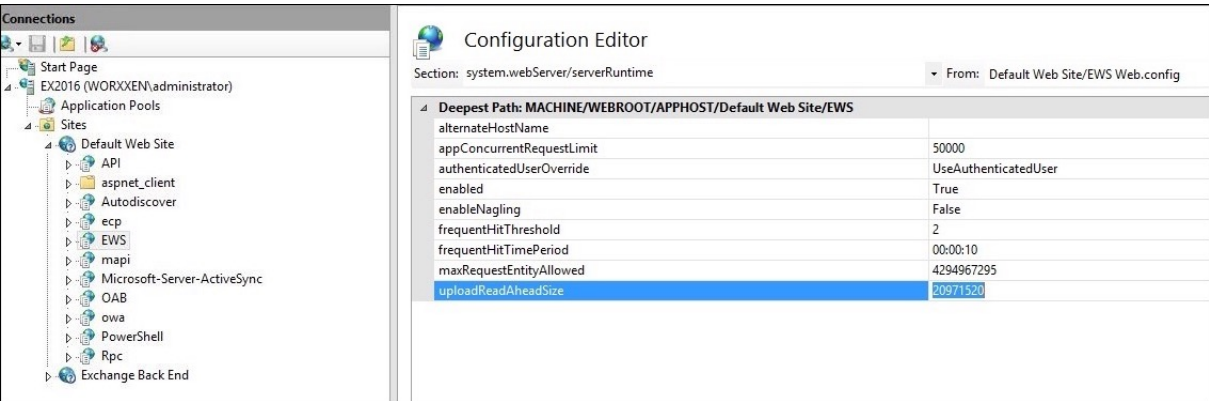 Connections
Start Page
EX2016 (WORXXEN\administrator)
Application Pools
Sites
Default Web Site
API
aspnet_client
Autodiscover
ecp
EWS
mapi
Microsoft-Server-ActiveSync
OAB
owa
PowerShell
Rpc
Exchange Back End
Configuration Editor
Section: system.webServer/serverRuntime From: Default Web Site/EWS Web.config
Deepest Path: MACHINE/WEBROOT/APPHOST/Default Web Site/EWS
alternateHostName
appConcurrentRequestLimit 50000
authenticatedUserOverride UseAuthenticatedUser
enabled True
enableNagling False
frequentHitThreshold 2
frequentHitTimePeriod 00:00:10
maxRequestEntityAllowed 4294967295
uploadReadAheadSize 20971520